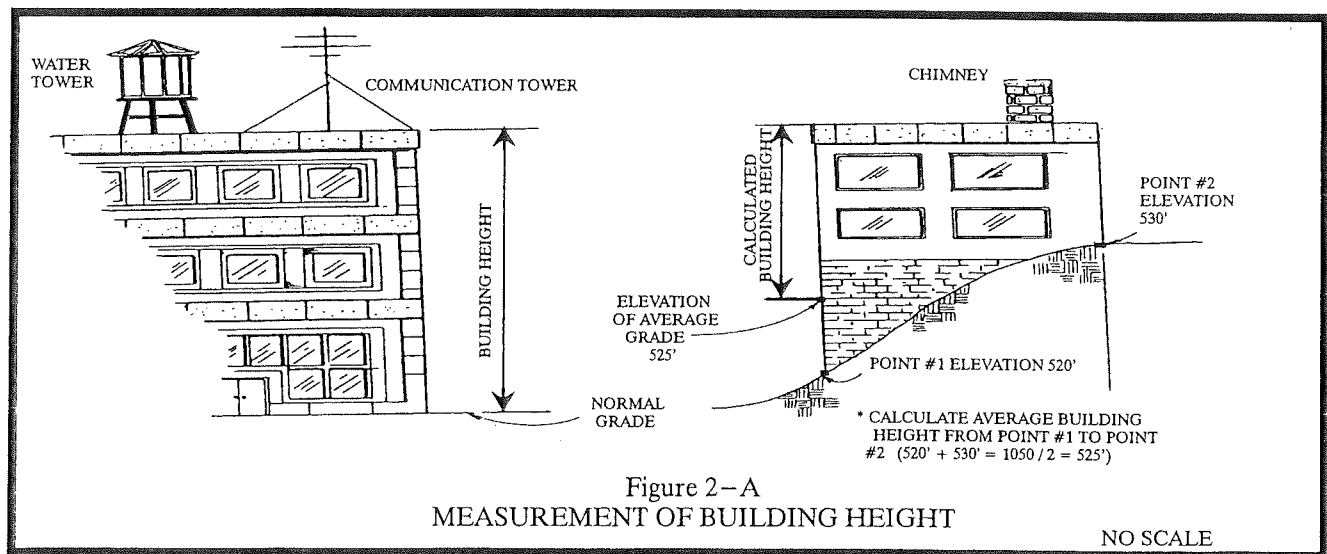 WATER
TOWER
COMMUNICATION TOWER
BUILDING HEIGHT
NORMAL
GRADE
CHIMNEY
CALCULATED
BUILDING HEIGHT
POINT #2
ELEVATION
530'
ELEVATION
OF AVERAGE
GRADE
525'
POINT #1 ELEVATION 520'
* CALCULATE AVERAGE BUILDING
HEIGHT FROM POINT #1 TO POINT
#2 (520' + 530' = 1050 / 2 = 525')
Figure 2-A
MEASUREMENT OF BUILDING HEIGHT
NO SCALE